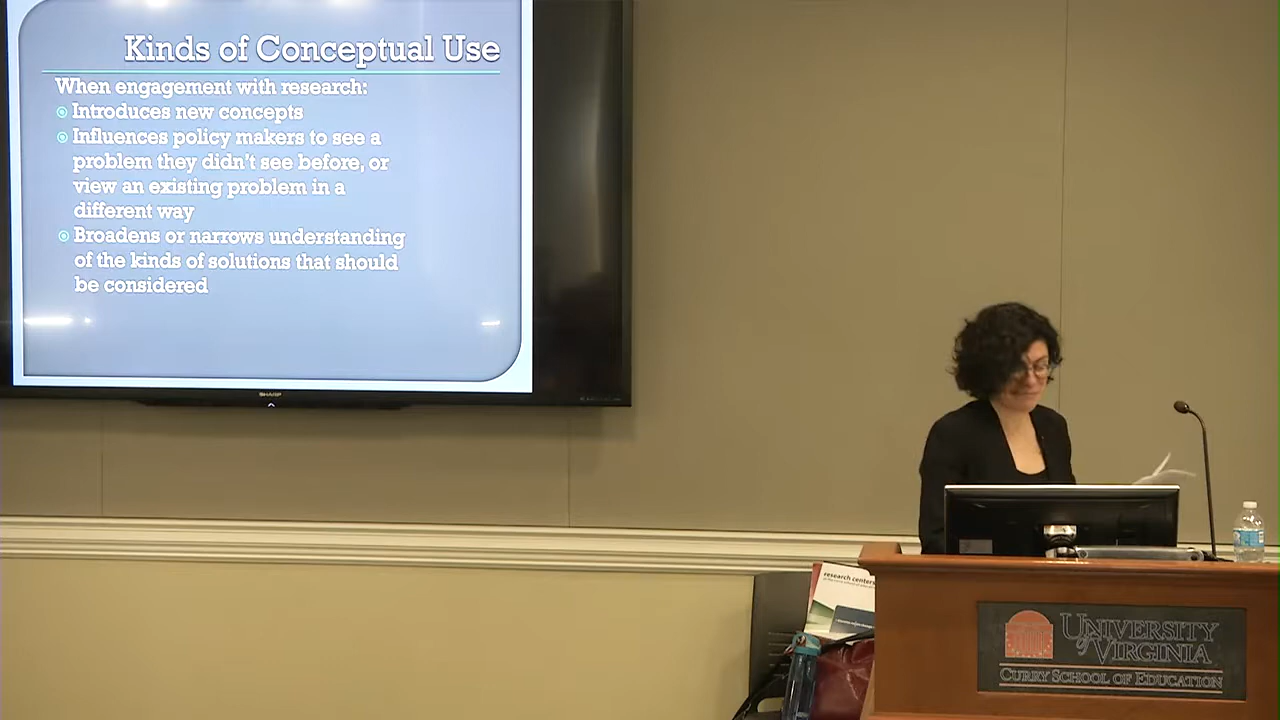 Kinds of Conceptual Use
When engagement with research:
Introduces new concepts
Influences policy makers to see a
problem they didn't see before, or
view an existing problem in a
different way
Broadens or narrows understanding
of the kinds of solutions that should
be considered
SHARP
research centers
UNIVERSITY
of VIRGINIA
CURRY SCHOOL OF EDUCATION